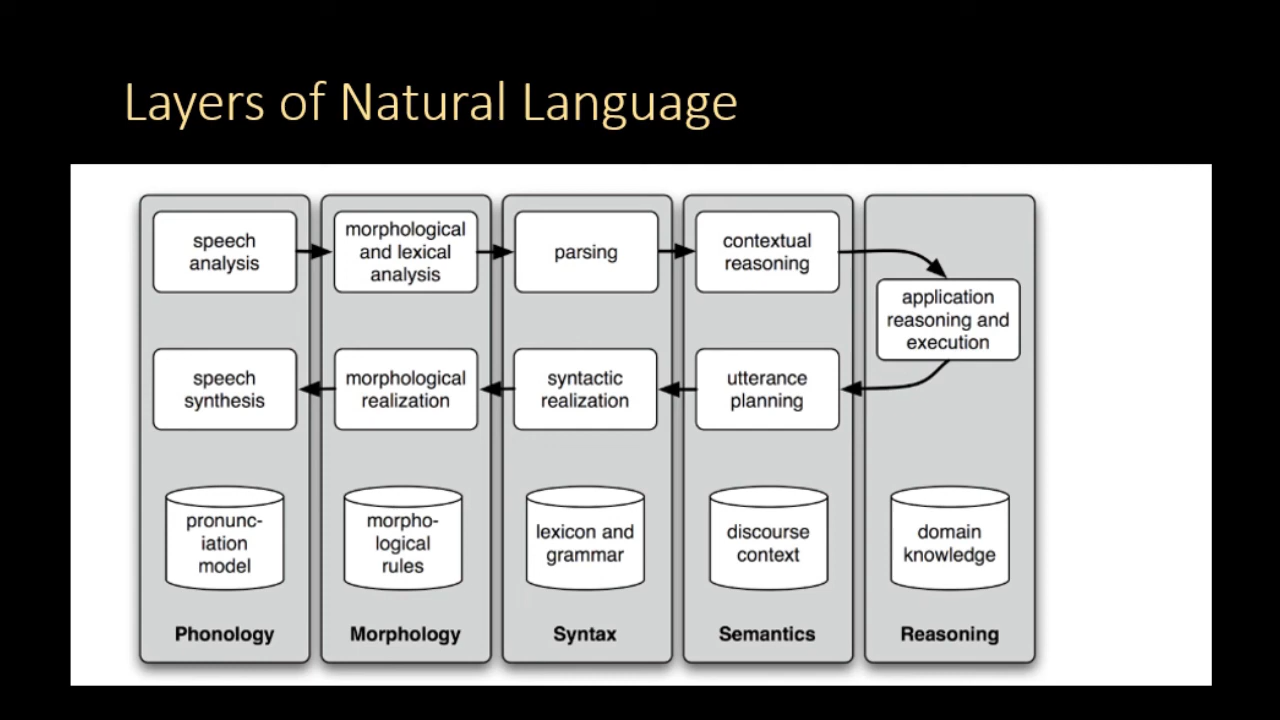 Layers of Natural Language
speech
analysis
morphological
and lexical
analysis
parsing
contextual
reasoning
application
reasoning and
execution
speech
synthesis
morphological
realization
syntactic
realization
utterance
planning
pronunc-
iation
model
morpho-
logical
rules
lexicon and
grammar
discourse
context
domain
knowledge
Phonology
Morphology
Syntax
Semantics
Reasoning